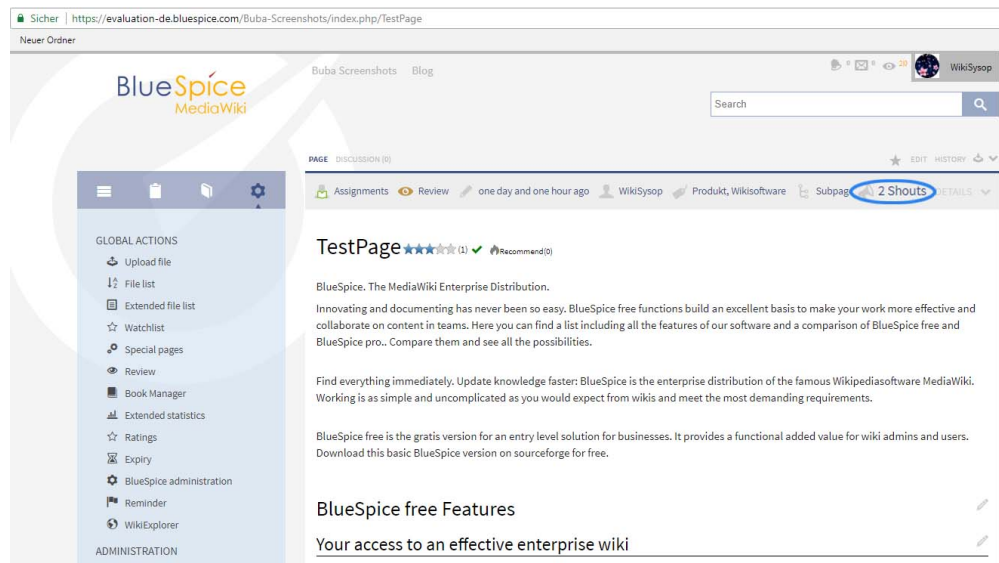 Sicher | https://evaluation-de.bluespice.com/Buba-Screenshots/index.php/TestPage
Neuer Ordner
BlueSpice
MediaWiki
Buba Screenshots Blog
0 0 20 WikiSysop
Search
PAGE DISCUSSION (0)
EDIT HISTORY
Assignments Review one day and one hour ago WikiSysop Produkt, Wikisoftware Subpag 2 Shouts DETAILS
GLOBAL ACTIONS
Upload file
File list
Extended file list
Watchlist
Special pages
Review
Book Manager
Extended statistics
Ratings
Expiry
BlueSpice administration
Reminder
WikiExplorer
ADMINISTRATION
TestPage (1) Recommend(0)
BlueSpice. The MediaWiki Enterprise Distribution.
Innovating and documenting has never been so easy. BlueSpice free functions build an excellent basis to make your work more effective and
collaborate on content in teams. Here you can find a list including all the features of our software and a comparison of BlueSpice free and
BlueSpice pro.. Compare them and see all the possibilities.
Find everything immediately. Update knowledge faster: BlueSpice is the enterprise distribution of the famous Wikipediasoftware MediaWiki.
Working is as simple and uncomplicated as you would expect from wikis and meet the most demanding requirements.
BlueSpice free is the gratis version for an entry level solution for businesses. It provides a functional added value for wiki admins and users.
Download this basic BlueSpice version on sourceforge for free.
BlueSpice free Features
Your access to an effective enterprise wiki